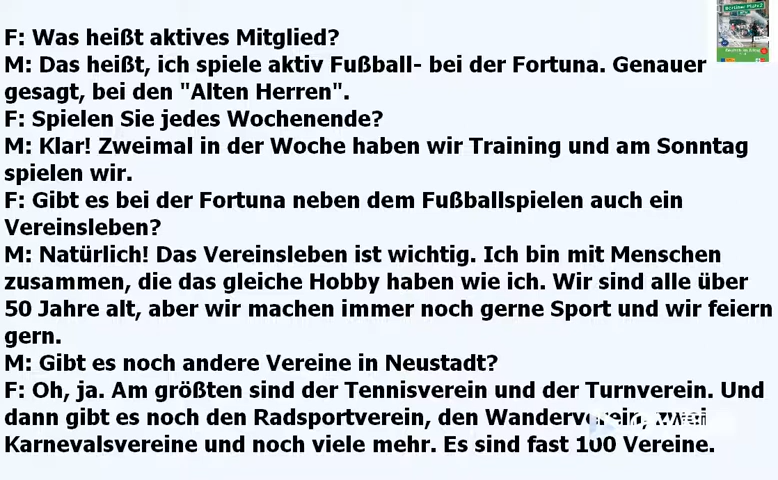 Berliner Platz 2
F: Was heißt aktives Mitglied?
M: Das heißt, ich spiele aktiv Fußball- bei der Fortuna. Genauer
gesagt, bei den "Alten Herren".
F: Spielen Sie jedes Wochenende?
M: Klar! Zweimal in der Woche haben wir Training und am Sonntag
spielen wir.
F: Gibt es bei der Fortuna neben dem Fußballspielen auch ein
Vereinsleben?
M: Natürlich! Das Vereinsleben ist wichtig. Ich bin mit Menschen
zusammen, die das gleiche Hobby haben wie ich. Wir sind alle über
50 Jahre alt, aber wir machen immer noch gerne Sport und wir feiern
gern.
M: Gibt es noch andere Vereine in Neustadt?
F: Oh, ja. Am größten sind der Tennisverein und der Turnverein. Und
dann gibt es noch den Radsportverein, den Wanderverein, zwei
Karnevalsvereine und noch viele mehr. Es sind fast 100 Vereine.